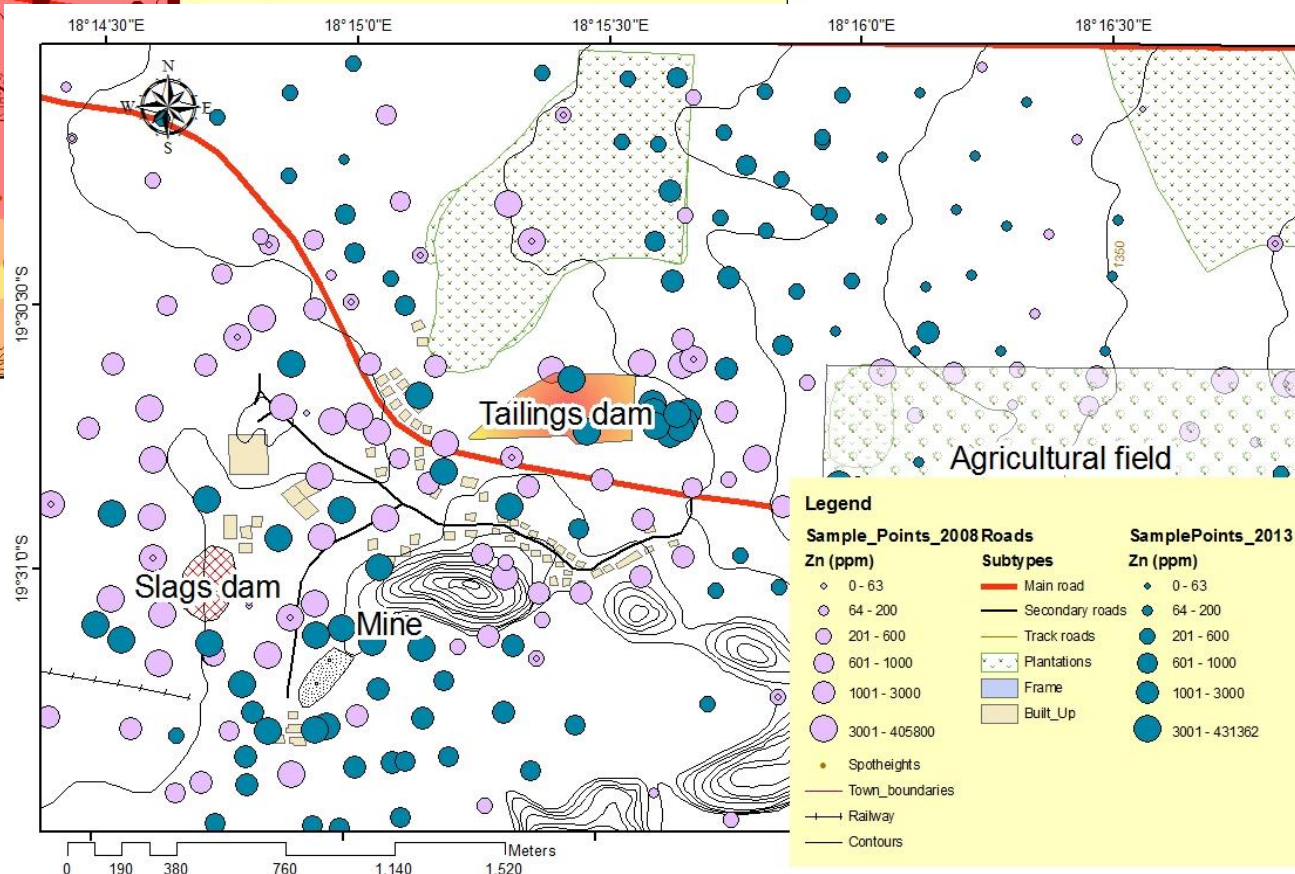 18°14'30"E 18°15'0"E 18°15'30"E 18°16'0"E 18°16'30"E
N
W E
S
19°30'30"S
1350
Tailings dam
Agricultural field
19°31'0"S
Slags dam
Mine
Legend
Sample_Points_2008 Roads SamplePoints_2013
Zn (ppm) Subtypes Zn (ppm)
0 - 63 Main road 0 - 63
64 - 200 Secondary roads 64 - 200
201 - 600 Track roads 201 - 600
601 - 1000 Plantations 601 - 1000
1001 - 3000 Frame 1001 - 3000
3001 - 405800 Built_Up 3001 - 431362
Spotheights
Town_boundaries
Railway
Contours
Meters
0 190 380 760 1.140 1.520